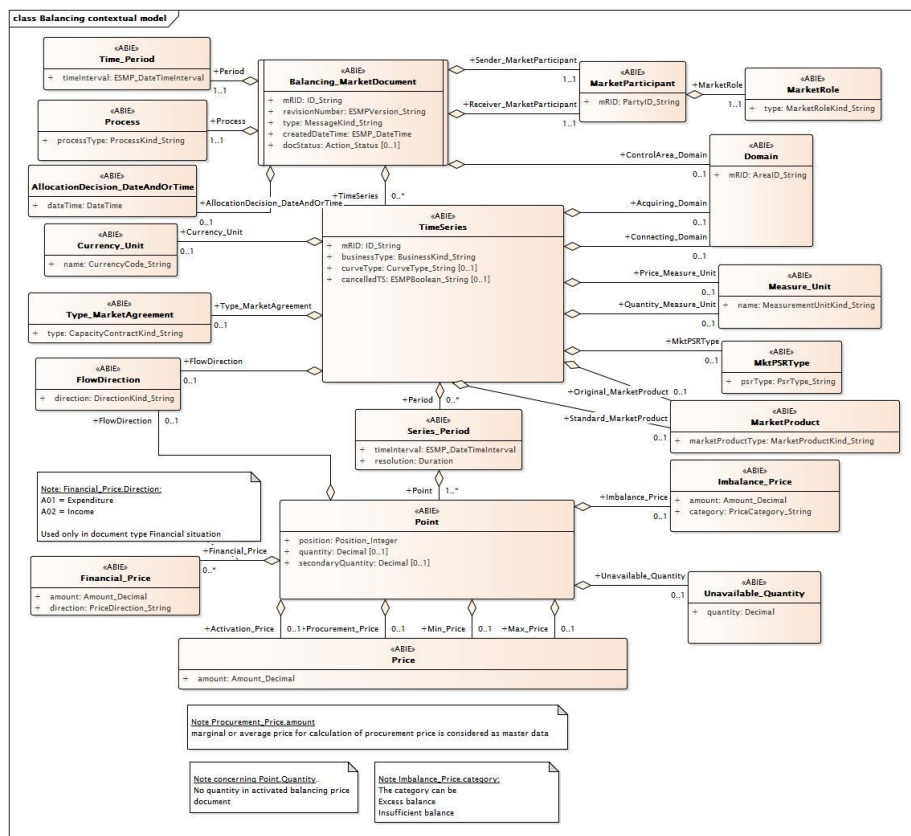 class Balancing contextual model
«ABIE»
Time_Period
+ timeInterval: ESMP_DateTimeInterval
+Period
1..1
«ABIE»
Balancing_MarketDocument
+ mRID: ID_String
+ revisionNumber: ESMPVersion_String
+ type: MessageKind_String
+ createdDateTime: ESMP_DateTime
+ docStatus: Action_Status [0..1]
+Sender_MarketParticipant
1..1
+Receiver_MarketParticipant
1..1
«ABIE»
MarketParticipant
+ mRID: PartyID_String
+MarketRole
1..1
«ABIE»
MarketRole
+ type: MarketRoleKind_String
«ABIE»
Process
+ processType: ProcessKind_String
+Process
1..1
+ControlArea_Domain
0..1
«ABIE»
Domain
+ mRID: AreaID_String
«ABIE»
AllocationDecision_DateAndOrTime
+ dateTime: DateTime
+AllocationDecision_DateAndOrTime
0..1
+TimeSeries
0..*
«ABIE»
TimeSeries
+ mRID: ID_String
+ businessType: BusinessKind_String
+ curveType: CurveType_String [0..1]
+ cancelledTS: ESMPBoolean_String [0..1]
+Acquiring_Domain
0..1
+Connecting_Domain
0..1
«ABIE»
Currency_Unit
+ name: CurrencyCode_String
+Currency_Unit
0..1
+Price_Measure_Unit
0..1
+Quantity_Measure_Unit
0..1
«ABIE»
Measure_Unit
+ name: MeasurementUnitKind_String
«ABIE»
Type_MarketAgreement
+ type: CapacityContractKind_String
+Type_MarketAgreement
0..1
+MktPSRType
0..1
«ABIE»
MktPSRType
+ psrType: PsrType_String
«ABIE»
FlowDirection
+ direction: DirectionKind_String
+FlowDirection
0..1
+FlowDirection
0..1
+Original_MarketProduct
0..1
+Standard_MarketProduct
0..1
«ABIE»
MarketProduct
+ marketProductType: MarketProductKind_String
+Period
0..*
«ABIE»
Series_Period
+ timeInterval: ESMP_DateTimeInterval
+ resolution: Duration
+Point
1..*
Note: Financial_Price.Direction:
A01 = Expenditure
A02 = Income
Used only in document type Financial situation
«ABIE»
Point
+ position: Position_Integer
+ quantity: Decimal [0..1]
+ secondaryQuantity: Decimal [0..1]
+Imbalance_Price
0..1
«ABIE»
Imbalance_Price
+ amount: Amount_Decimal
+ category: PriceCategory_String
+Financial_Price
0..*
«ABIE»
Financial_Price
+ amount: Amount_Decimal
+ direction: PriceDirection_String
+Unavailable_Quantity
0..1
«ABIE»
Unavailable_Quantity
+ quantity: Decimal
+Activation_Price
0..1
+Procurement_Price
0..1
+Min_Price
0..1
+Max_Price
0..1
«ABIE»
Price
+ amount: Amount_Decimal
Note Procurement_Price.amount
marginal or average price for calculation of procurement price is considered as master data
Note concerning Point.Quantity.
No quantity in activated balancing price
document
Note Imbalance_Price.category:
The category can be
Excess balance
Insufficient balance